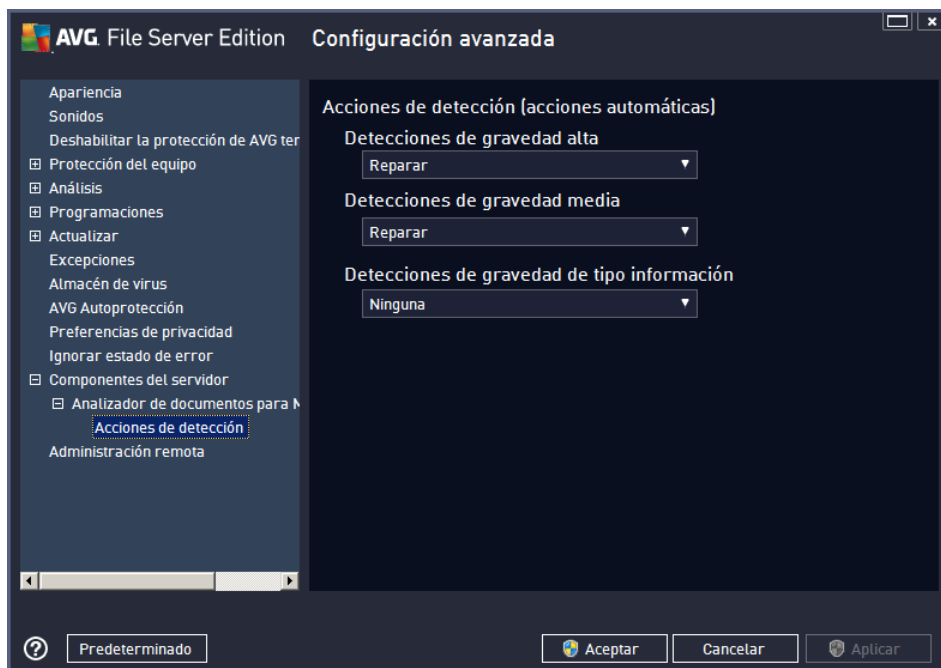 AVG. File Server Edition Configuración avanzada
Apariencia
Sonidos
Deshabilitar la protección de AVG ter
Protección del equipo
Análisis
Programaciones
Actualizar
Excepciones
Almacén de virus
AVG Autoprotección
Preferencias de privacidad
Ignorar estado de error
Componentes del servidor
Analizador de documentos para M
Acciones de detección
Administración remota
Acciones de detección (acciones automáticas)
Detecciones de gravedad alta
Reparar
Detecciones de gravedad media
Reparar
Detecciones de gravedad de tipo información
Ninguna
Predeterminado
Aceptar
Cancelar
Aplicar